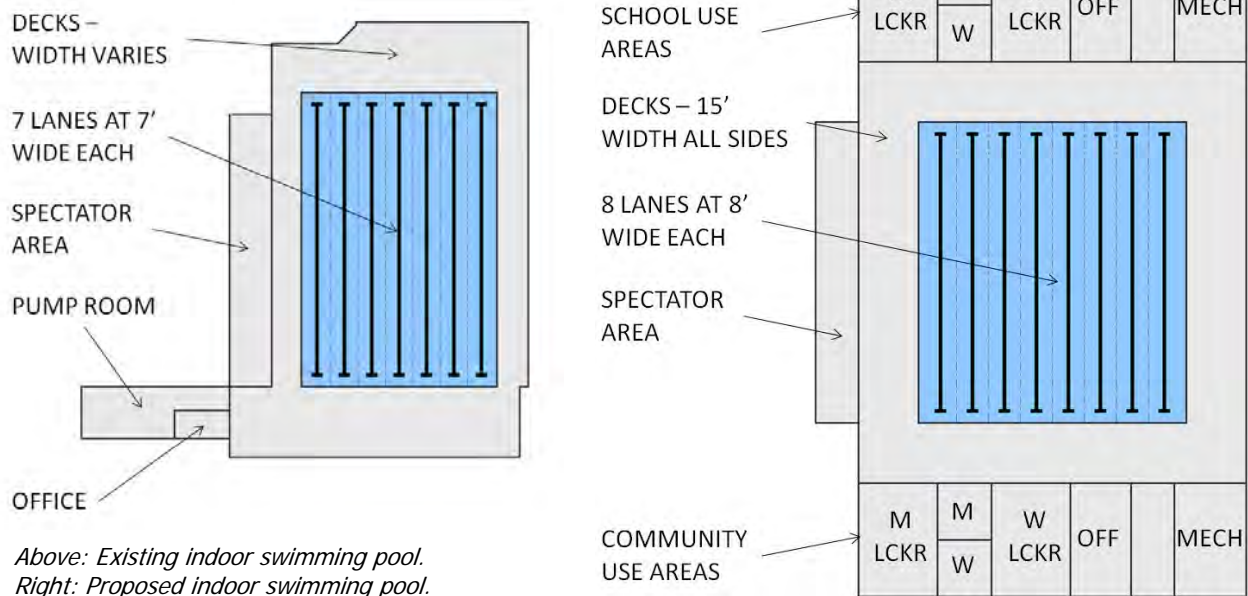 DECKS –
WIDTH VARIES
7 LANES AT 7’
WIDE EACH
SPECTATOR
AREA
PUMP ROOM
OFFICE
Above: Existing indoor swimming pool.
Right: Proposed indoor swimming pool.
SCHOOL USE
AREAS
LCKR
W
LCKR
OFF
MECH
DECKS – 15’
WIDTH ALL SIDES
8 LANES AT 8’
WIDE EACH
SPECTATOR
AREA
COMMUNITY
USE AREAS
M
LCKR
M
W
W
LCKR
OFF
MECH